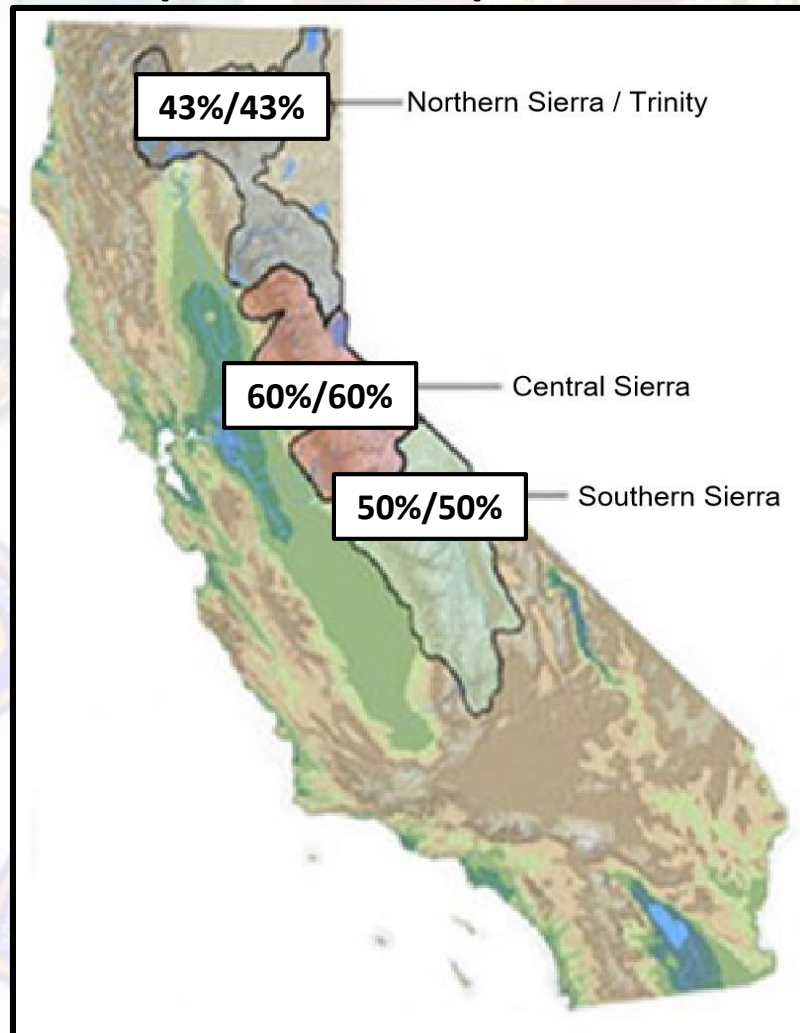 43%/43%
Northern Sierra / Trinity
60%/60%
Central Sierra
50%/50%
Southern Sierra